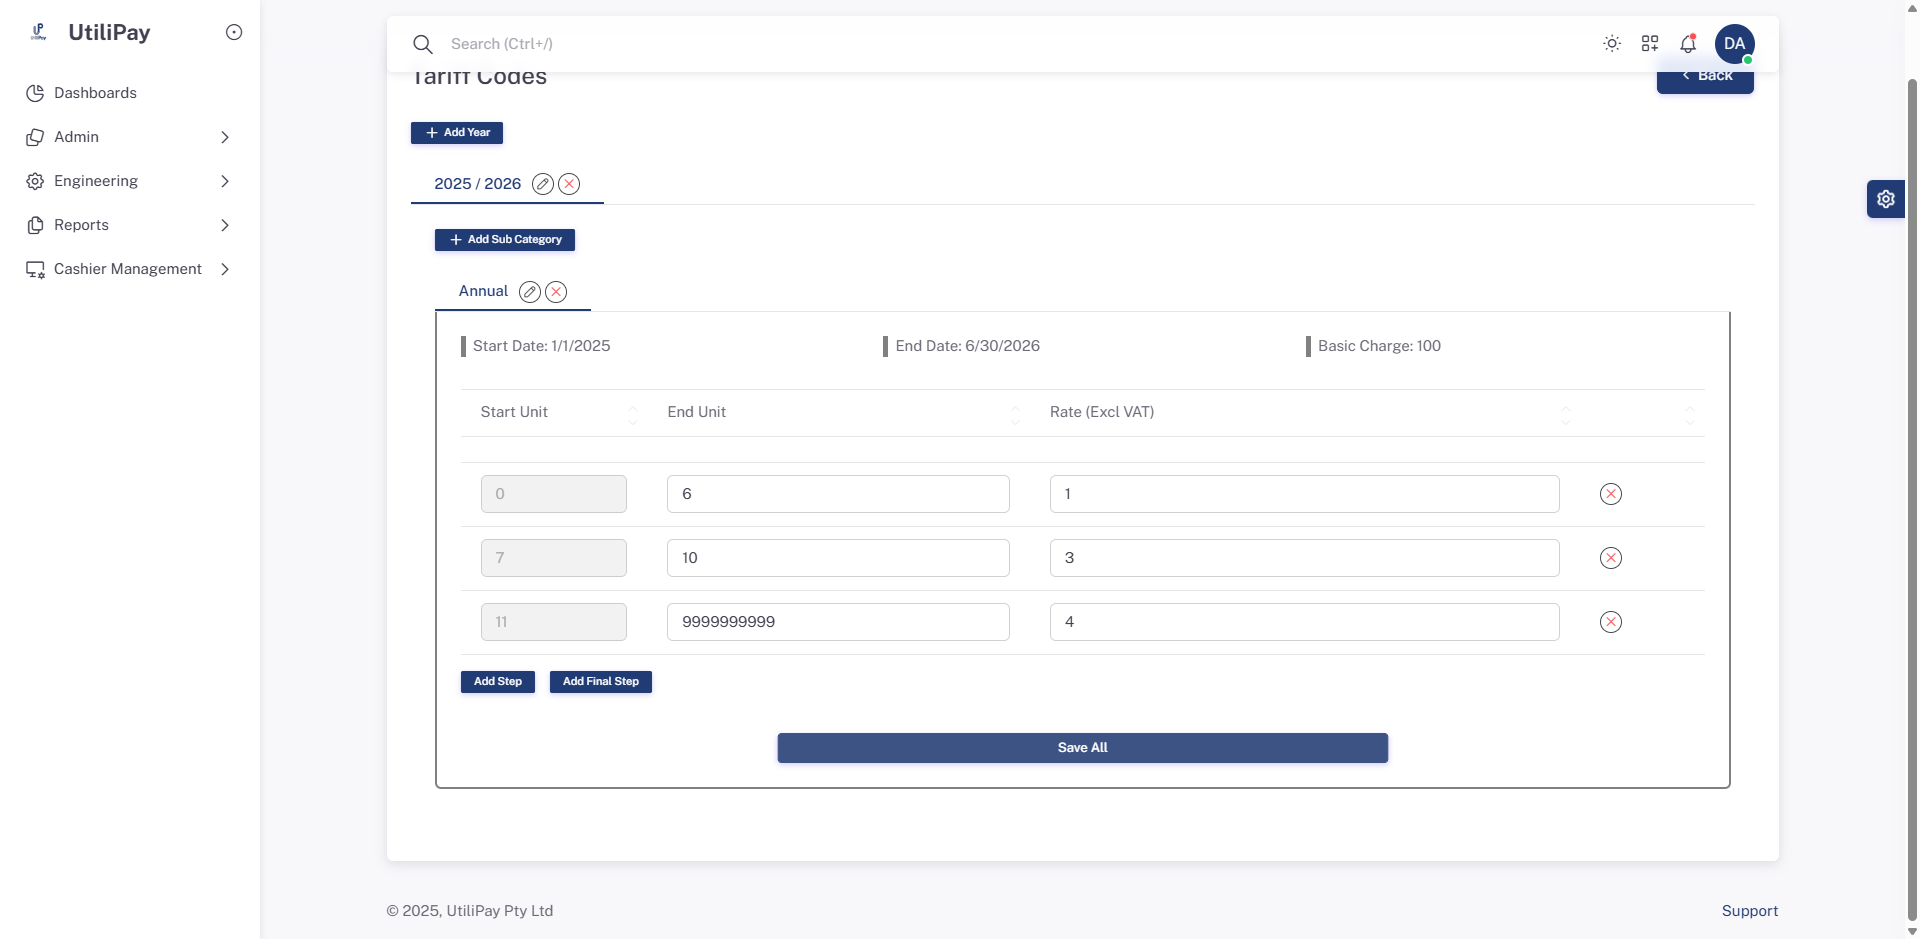 UtiliPay
Dashboards
Admin
Engineering
Reports
Cashier Management
Search (Ctrl+/)
DA
Tariff Codes
Back
Add Year
2025 / 2026
Add Sub Category
Annual
Start Date: 1/1/2025 End Date: 6/30/2026 Basic Charge: 100
Start Unit End Unit Rate (Excl VAT)
0 6 1
7 10 3
11 9999999999 4
Add Step Add Final Step
Save All
© 2025, UtiliPay Pty Ltd Support